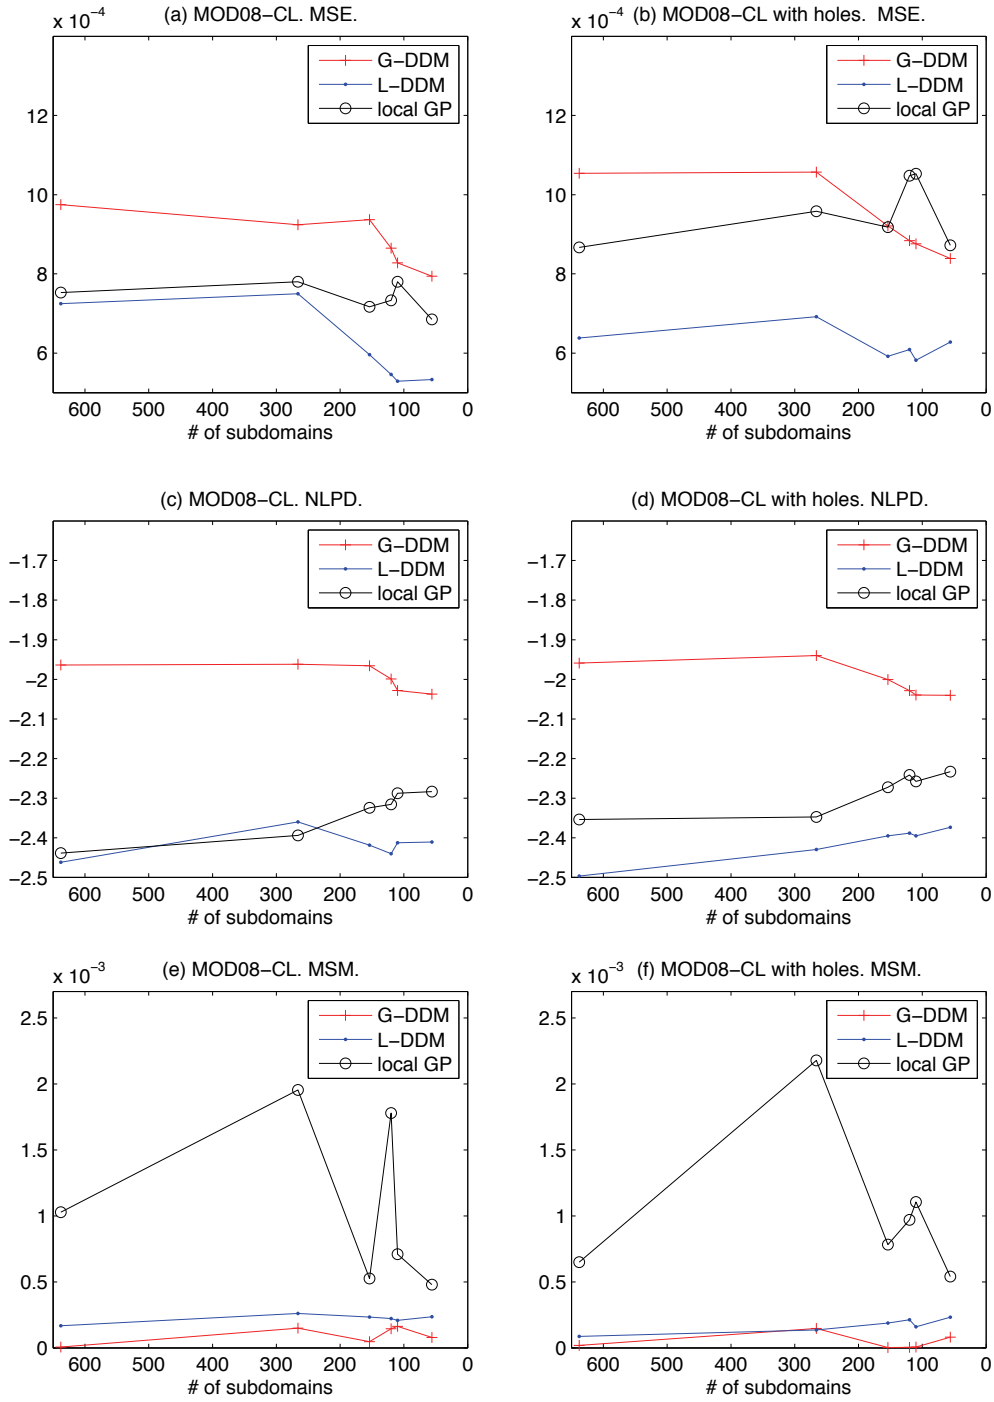 x 10⁻⁴
(a) MOD08−CL. MSE.
G−DDM
L−DDM
local GP
12
10
8
6
600 500 400 300 200 100 0
# of subdomains
x 10⁻⁴
(b) MOD08−CL with holes. MSE.
G−DDM
L−DDM
local GP
12
10
8
6
600 500 400 300 200 100 0
# of subdomains
(c) MOD08−CL. NLPD.
G−DDM
L−DDM
local GP
−1.7
−1.8
−1.9
−2
−2.1
−2.2
−2.3
−2.4
−2.5
600 500 400 300 200 100 0
# of subdomains
(d) MOD08−CL with holes. NLPD.
G−DDM
L−DDM
local GP
−1.7
−1.8
−1.9
−2
−2.1
−2.2
−2.3
−2.4
−2.5
600 500 400 300 200 100 0
# of subdomains
x 10⁻³
(e) MOD08−CL. MSM.
G−DDM
L−DDM
local GP
2.5
2
1.5
1
0.5
0
600 500 400 300 200 100 0
# of subdomains
x 10⁻³
(f) MOD08−CL with holes. MSM.
G−DDM
L−DDM
local GP
2.5
2
1.5
1
0.5
0
600 500 400 300 200 100 0
# of subdomains